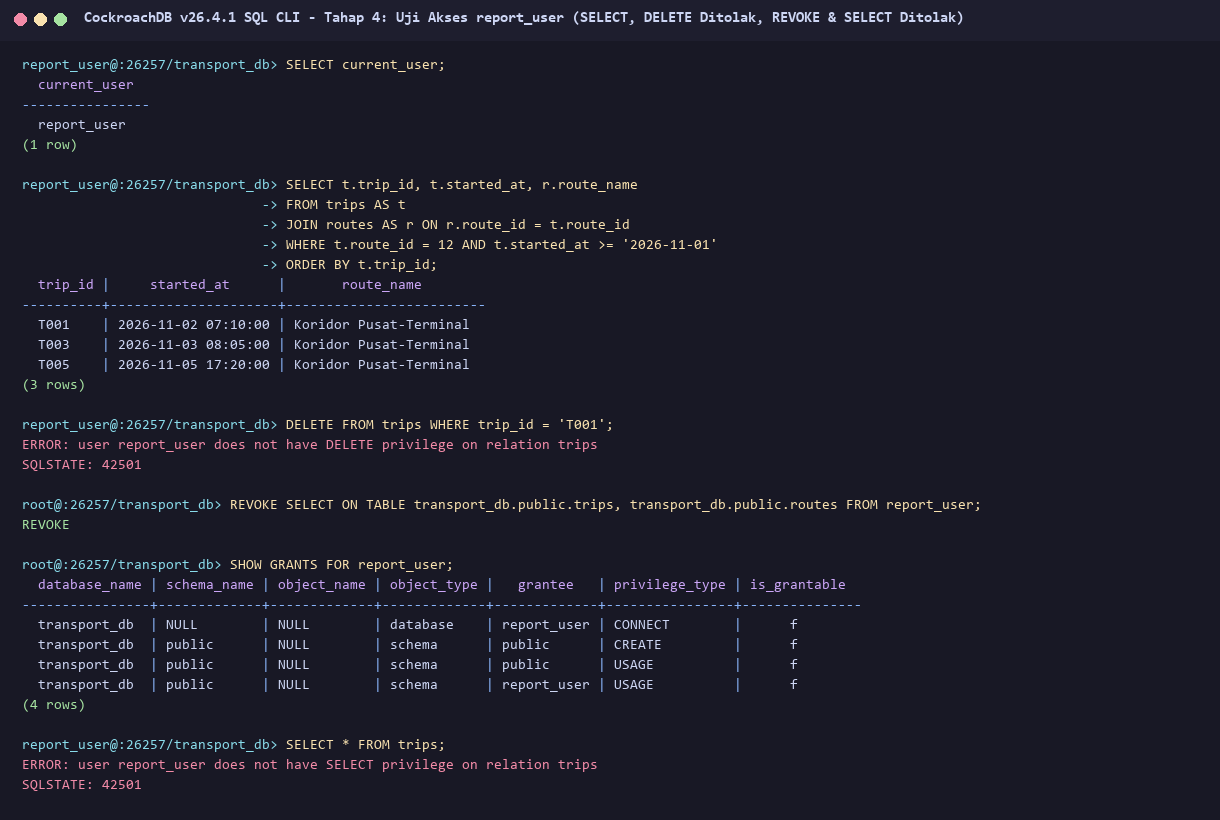 CockroachDB v26.4.1 SQL CLI - Tahap 4: Uji Akses report_user (SELECT, DELETE Ditolak, REVOKE & SELECT Ditolak)
report_user@:26257/transport_db> SELECT current_user;
  current_user
----------------
  report_user
(1 row)
report_user@:26257/transport_db> SELECT t.trip_id, t.started_at, r.route_name
                              -> FROM trips AS t
                              -> JOIN routes AS r ON r.route_id = t.route_id
                              -> WHERE t.route_id = 12 AND t.started_at >= '2026-11-01'
                              -> ORDER BY t.trip_id;
  trip_id |     started_at      |       route_name
----------+---------------------+-------------------------
  T001    | 2026-11-02 07:10:00 | Koridor Pusat-Terminal
  T003    | 2026-11-03 08:05:00 | Koridor Pusat-Terminal
  T005    | 2026-11-05 17:20:00 | Koridor Pusat-Terminal
(3 rows)
report_user@:26257/transport_db> DELETE FROM trips WHERE trip_id = 'T001';
ERROR: user report_user does not have DELETE privilege on relation trips
SQLSTATE: 42501
root@:26257/transport_db> REVOKE SELECT ON TABLE transport_db.public.trips, transport_db.public.routes FROM report_user;
REVOKE
root@:26257/transport_db> SHOW GRANTS FOR report_user;
  database_name | schema_name | object_name | object_type |   grantee   | privilege_type | is_grantable
----------------+-------------+-------------+-------------+-------------+----------------+---------------
  transport_db  | NULL        | NULL        | database    | report_user | CONNECT        |      f
  transport_db  | public      | NULL        | schema      | public      | CREATE         |      f
  transport_db  | public      | NULL        | schema      | public      | USAGE          |      f
  transport_db  | public      | NULL        | schema      | report_user | USAGE          |      f
(4 rows)
report_user@:26257/transport_db> SELECT * FROM trips;
ERROR: user report_user does not have SELECT privilege on relation trips
SQLSTATE: 42501